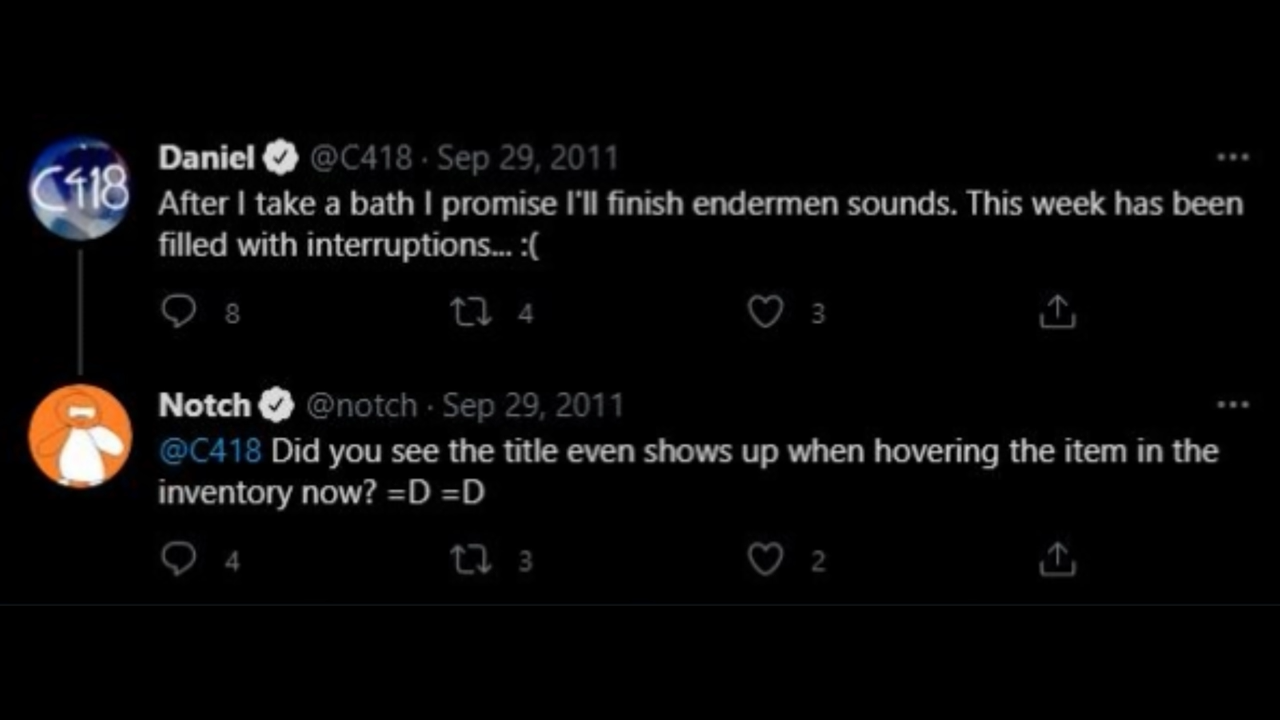 C418
Daniel @C418 · Sep 29, 2011
After I take a bath I promise I'll finish endermen sounds. This week has been
filled with interruptions... :(
8 4 3
Notch @notch · Sep 29, 2011
@C418 Did you see the title even shows up when hovering the item in the
inventory now? =D =D
4 3 2